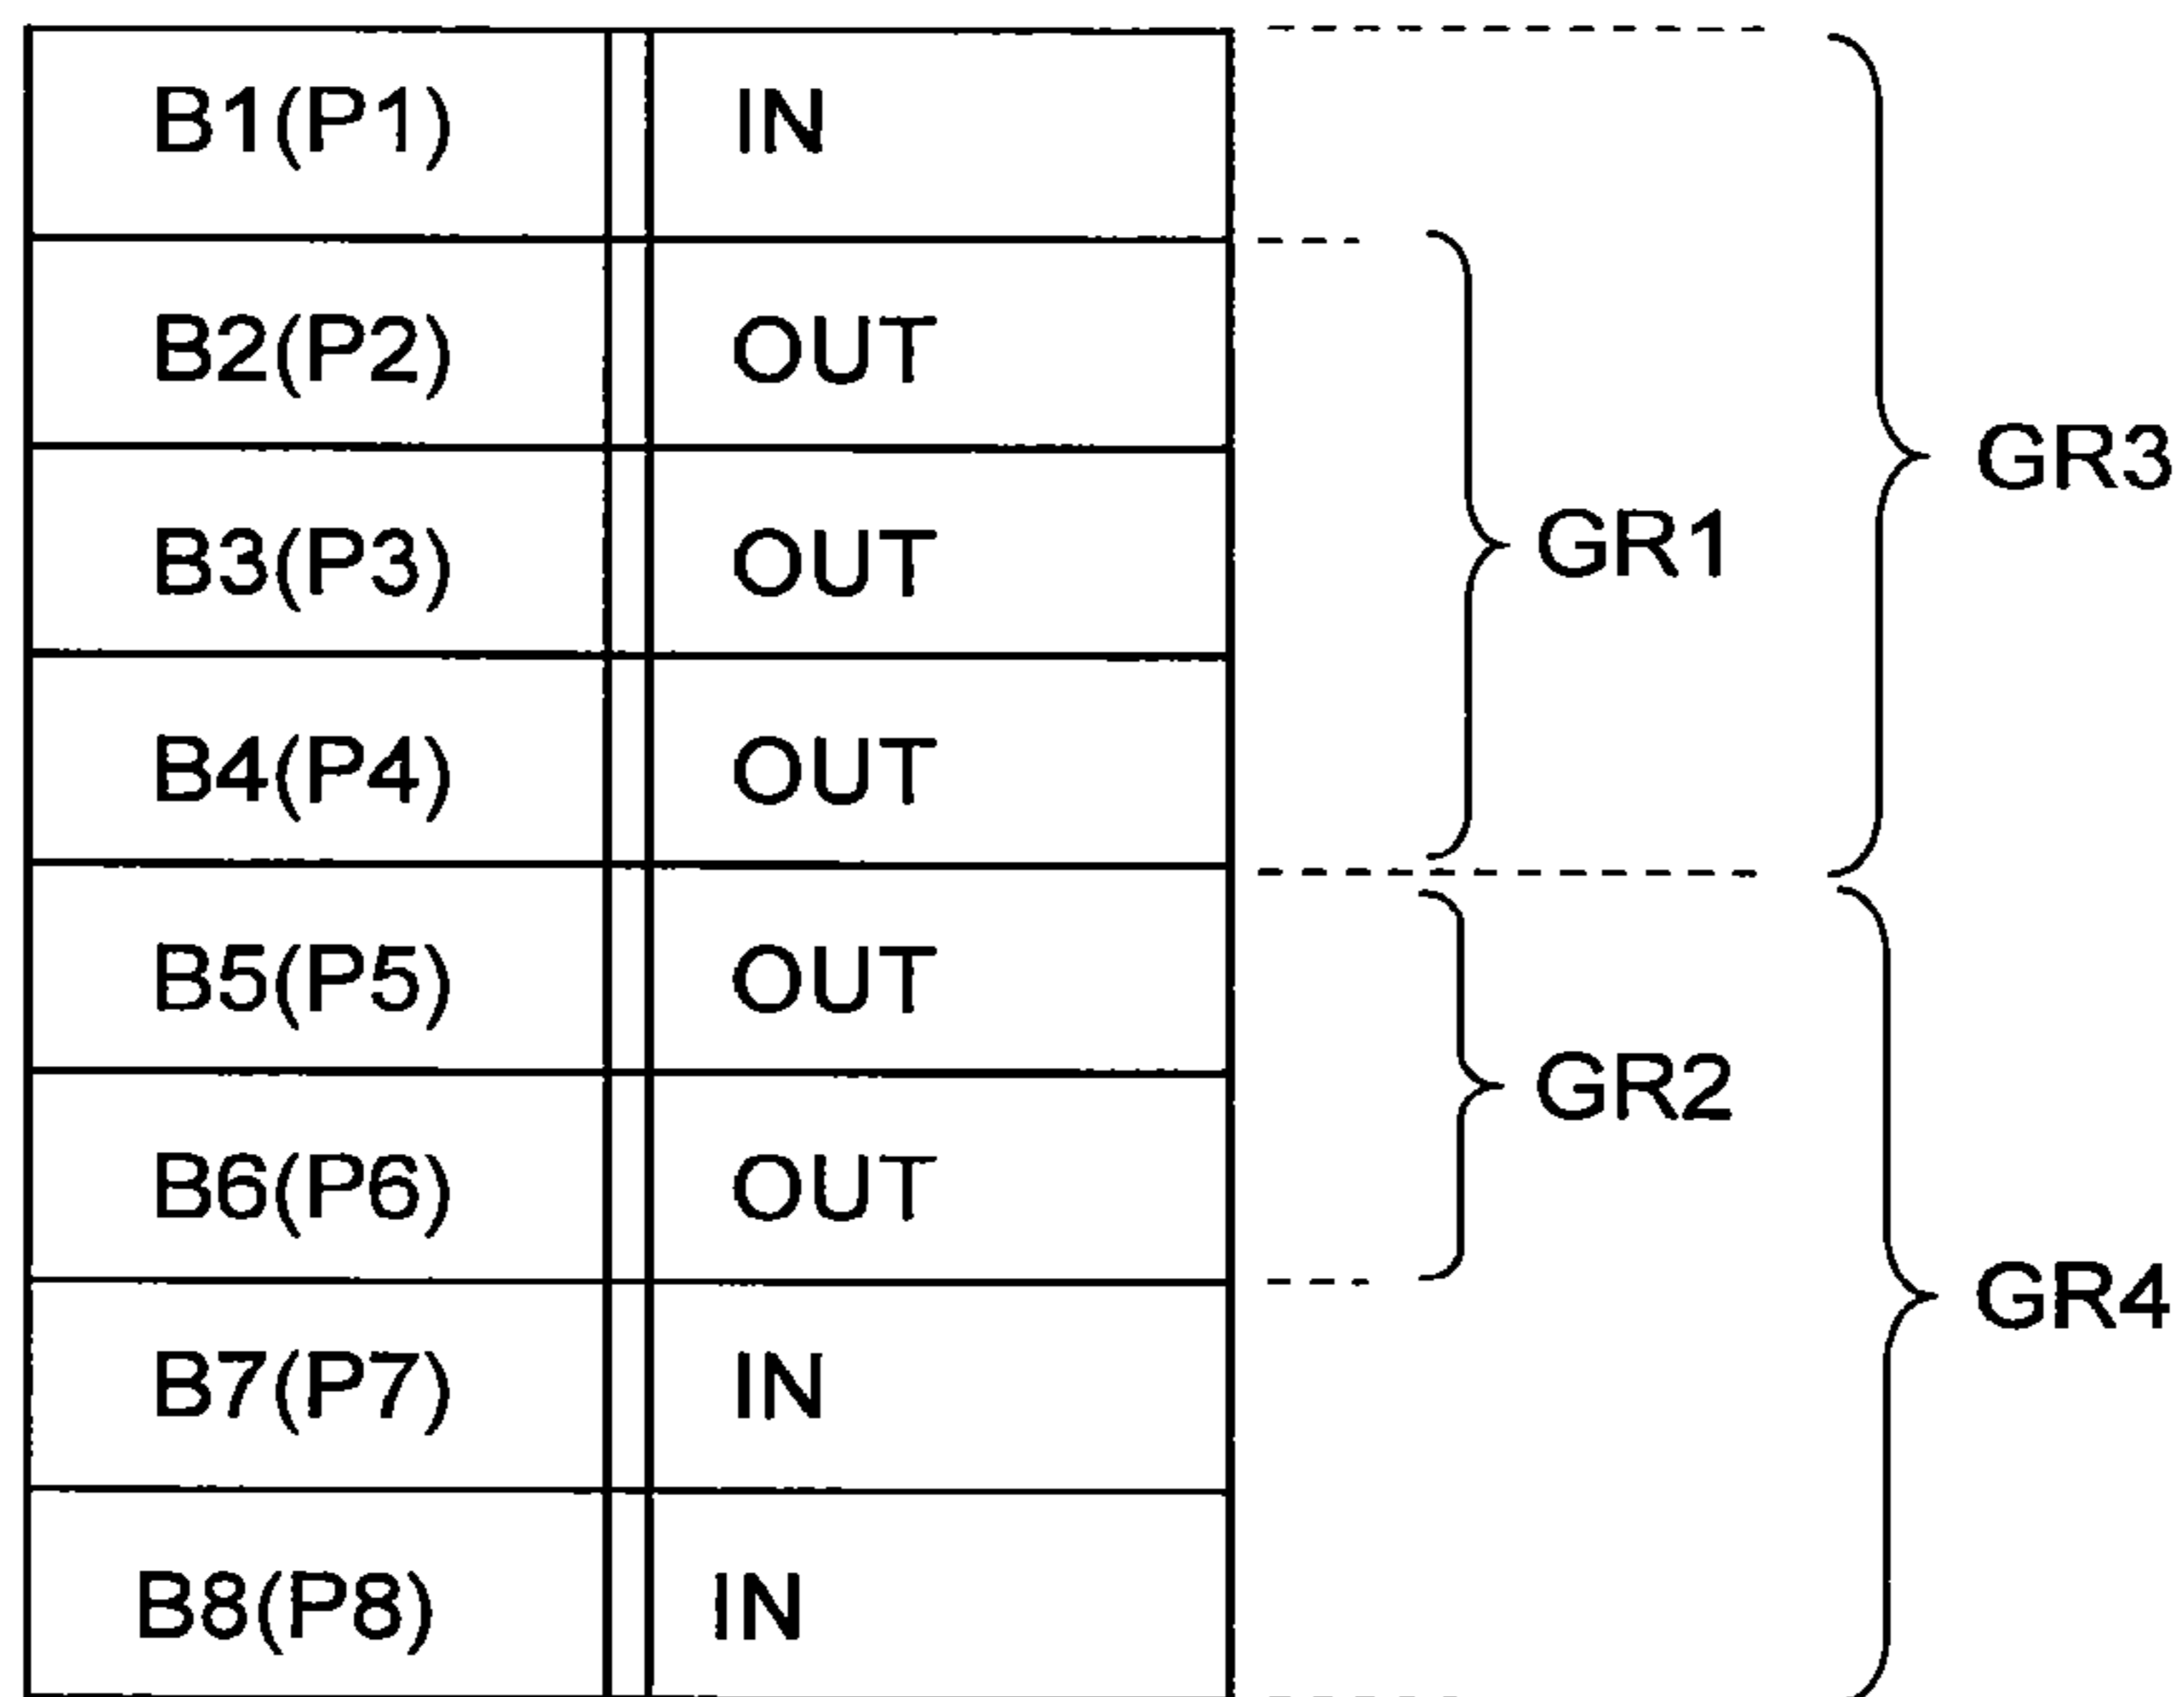 B1(P1) IN
B2(P2) OUT
GR3
B3(P3) OUT
GR1
B4(P4) OUT
B5(P5) OUT
GR2
B6(P6) OUT
GR4
B7(P7) IN
B8(P8) IN